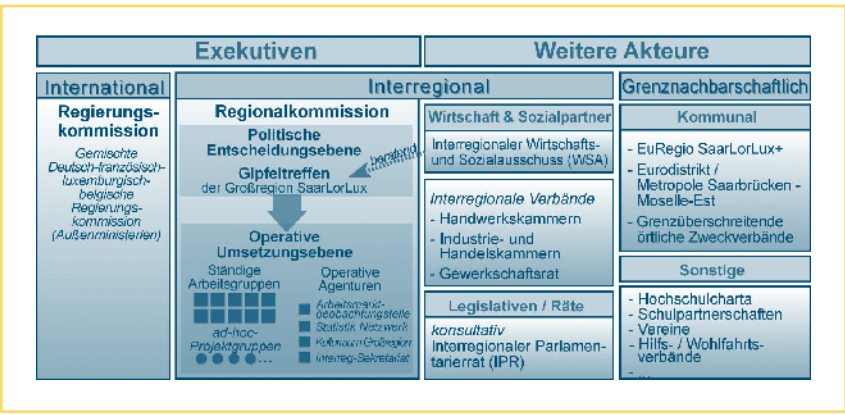 Exekutiven
Weitere Akteure
International
Interregional
Grenznachbarschaftlich
Regierungs-
kommission
Gemischte
Deutsch-französisch-
luxemburgisch-
belgische
Regierungs-
kommission
(Außenministerien)
Regionalkommission
Politische
Entscheidungsebene
Gipfeltreffen
der Großregion SaarLorLux
beratend
Operative
Umsetzungsebene
Ständige
Arbeitsgruppen
ad-hoc-
Projektgruppen
...
Operative
Agenturen
Arbeitsmarkt-
beobachtungstelle
Statistik Netzwerk
Kulturraum Großregion
Interreg-Sekretariat
Wirtschaft & Sozialpartner
Interregionaler Wirtschafts-
und Sozialausschuss (WSA)
Interregionale Verbände
- Handwerkskammern
- Industrie- und
Handelskammern
- Gewerkschaftsrat
Legislativen / Räte
konsultativ
Interregionaler Parlamen-
tarierrat (IPR)
Kommunal
- EuRegio SaarLorLux+
- Eurodistrikt /
Metropole Saarbrücken -
Moselle-Est
- Grenzüberschreitende
örtliche Zweckverbände
Sonstige
- Hochschulcharta
- Schulpartnerschaften
- Vereine
- Hilfs- / Wohlfahrts-
verbände
- ...